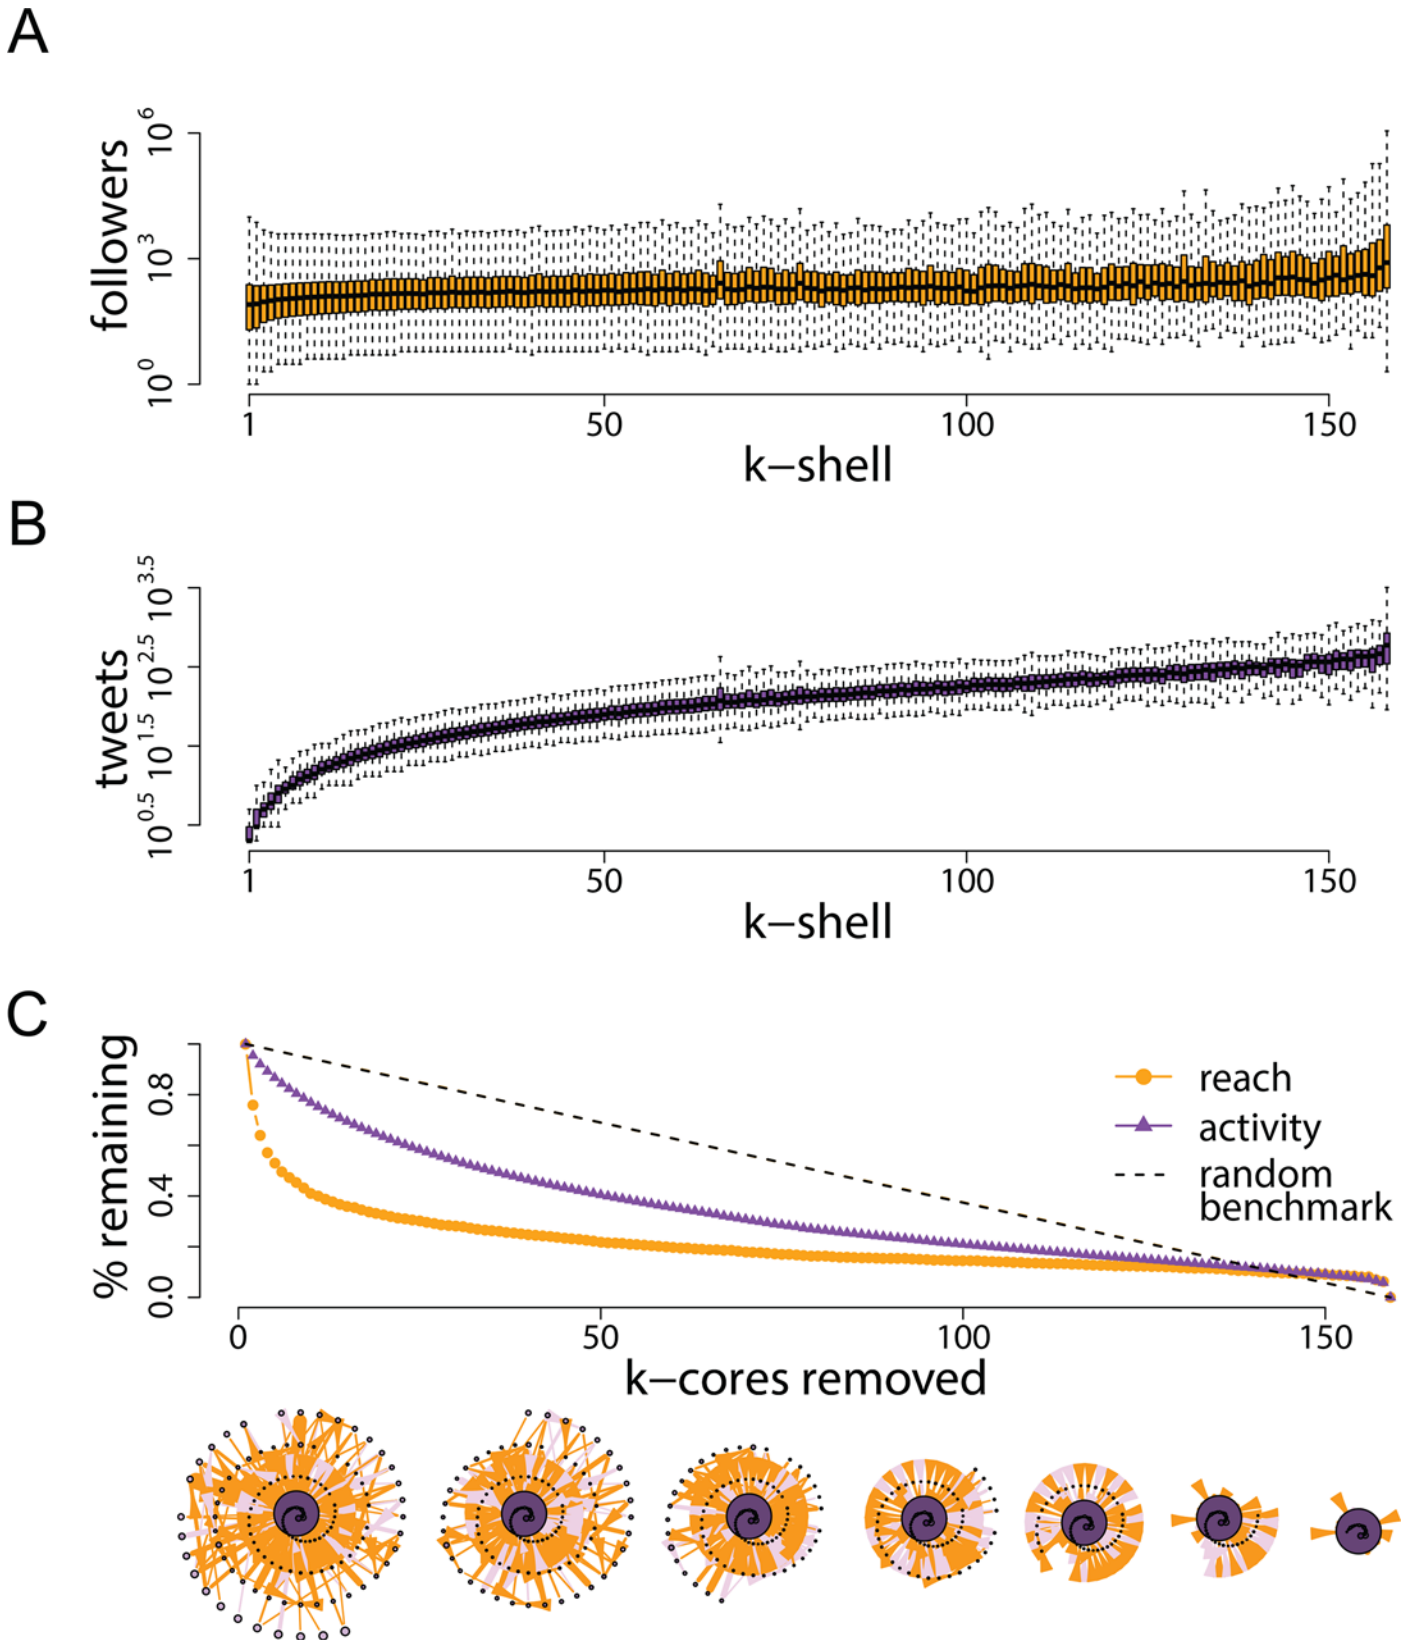 A
followers
10^6
10^3
10^0
1 50 100 150
k−shell
B
tweets
10^3.5
10^2.5
10^1.5
10^0.5
1 50 100 150
k−shell
C
% remaining
0.8
0.4
0.0
reach
activity
random
benchmark
0 50 100 150
k−cores removed